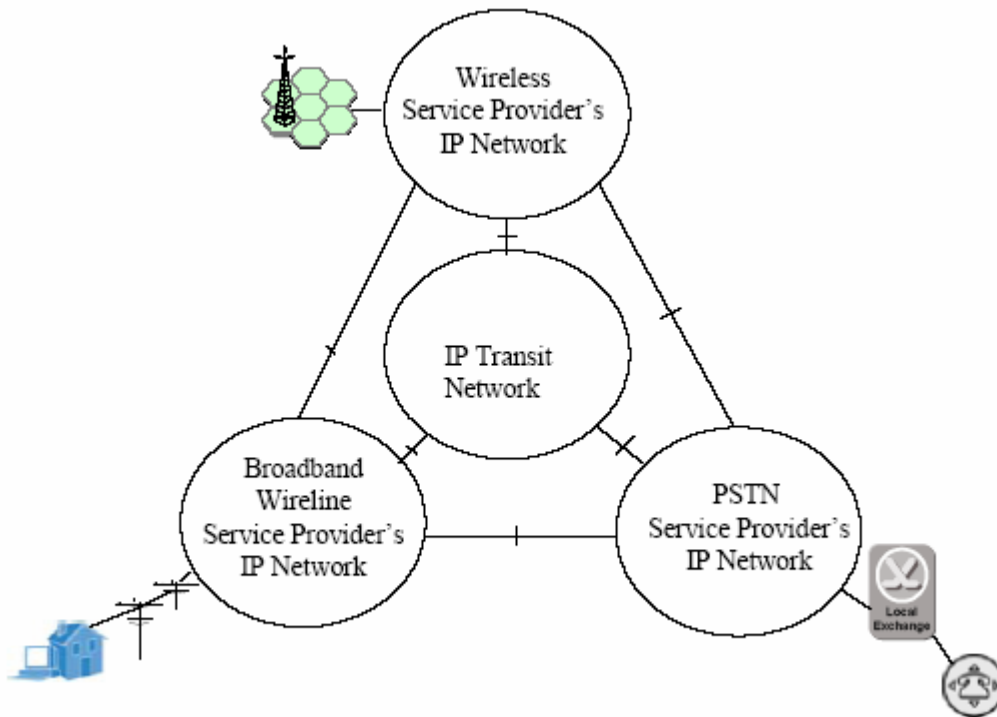 Wireless
Service Provider's
IP Network
IP Transit
Network
Broadband
Wireline
Service Provider's
IP Network
PSTN
Service Provider's
IP Network
Local
Exchange